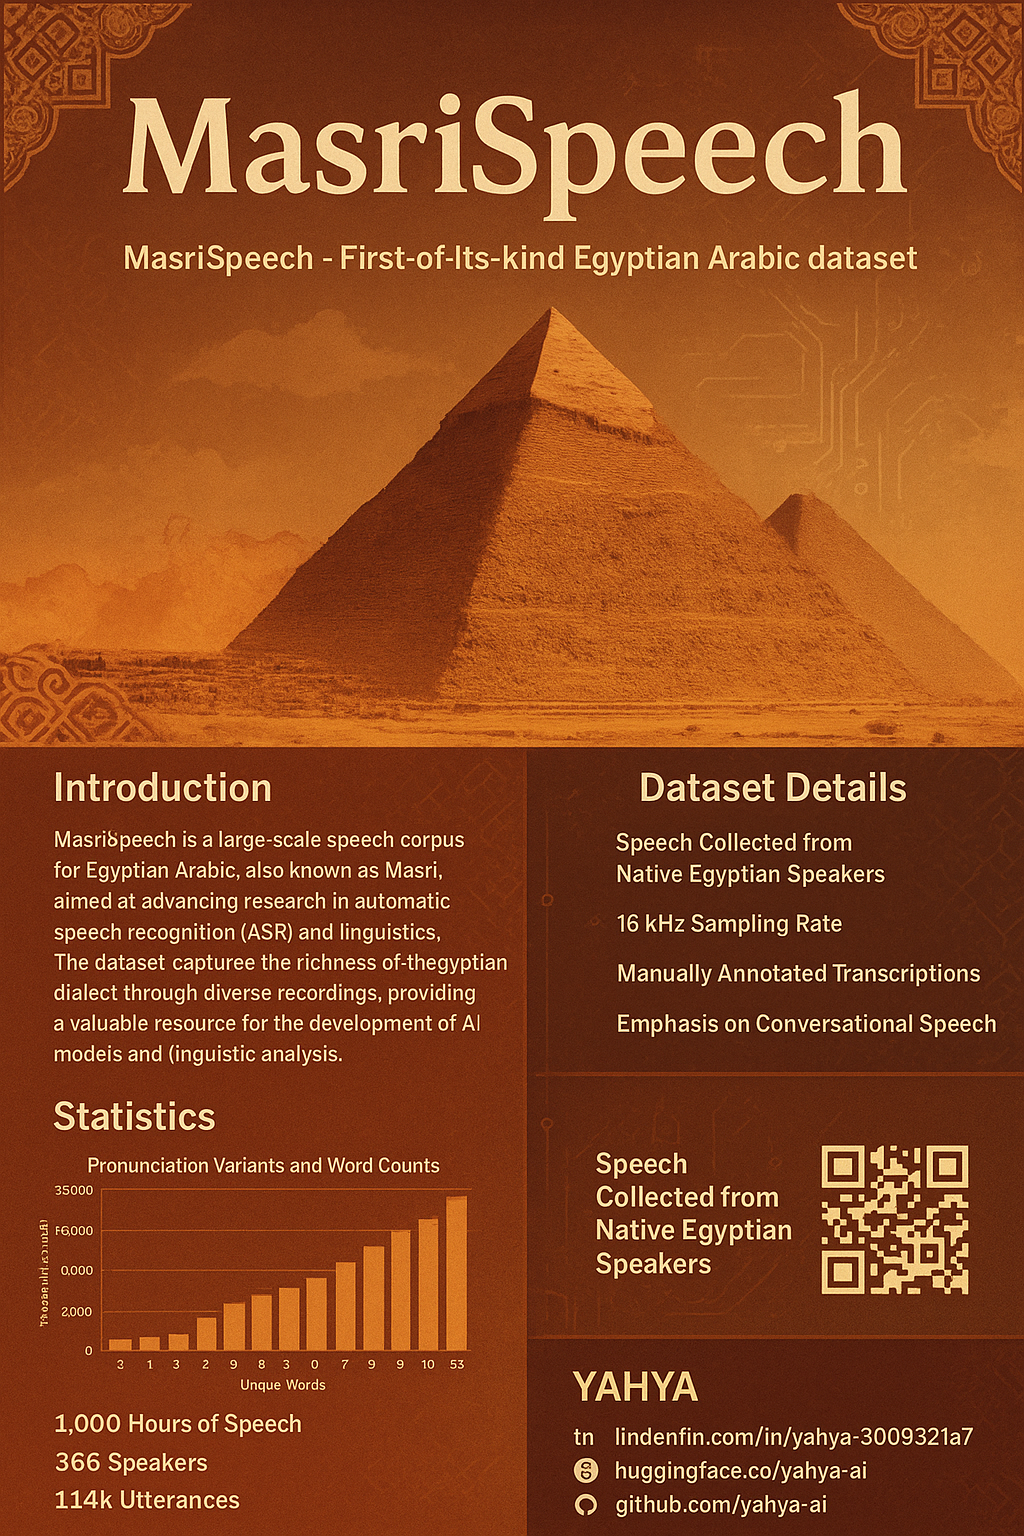 MasriSpeech
MasriSpeech - First-of-Its-kind Egyptian Arabic dataset
Introduction
MasriSpeech is a large-scale speech corpus
for Egyptian Arabic, also known as Masri,
aimed at advancing research in automatic
speech recognition (ASR) and linguistics,
The dataset capturee the richness of-thegyptian
dialect through diverse recordings, providing
a valuable resource for the development of AI
modeis and (inguistic analysis.
Statistics
Pronunciation Variants and Word Counts
35000
0,000
2,000
0
3 1 3 2 9 8 3 0 7 9 9 10 53
Unque Words
1,000 Hours of Speech
366 Speakers
114k Utterances
Dataset Details
Speech Collected from
Native Egyptian Speakers
16 kHz Sampling Rate
Manually Annotated Transcriptions
Emphasis on Conversational Speech
Speech
Collected from
Native Egyptian
Speakers
YAHYA
tn lindenfin.com/in/yahya-3009321a7
huggingface.co/yahya-ai
github.com/yahya-ai